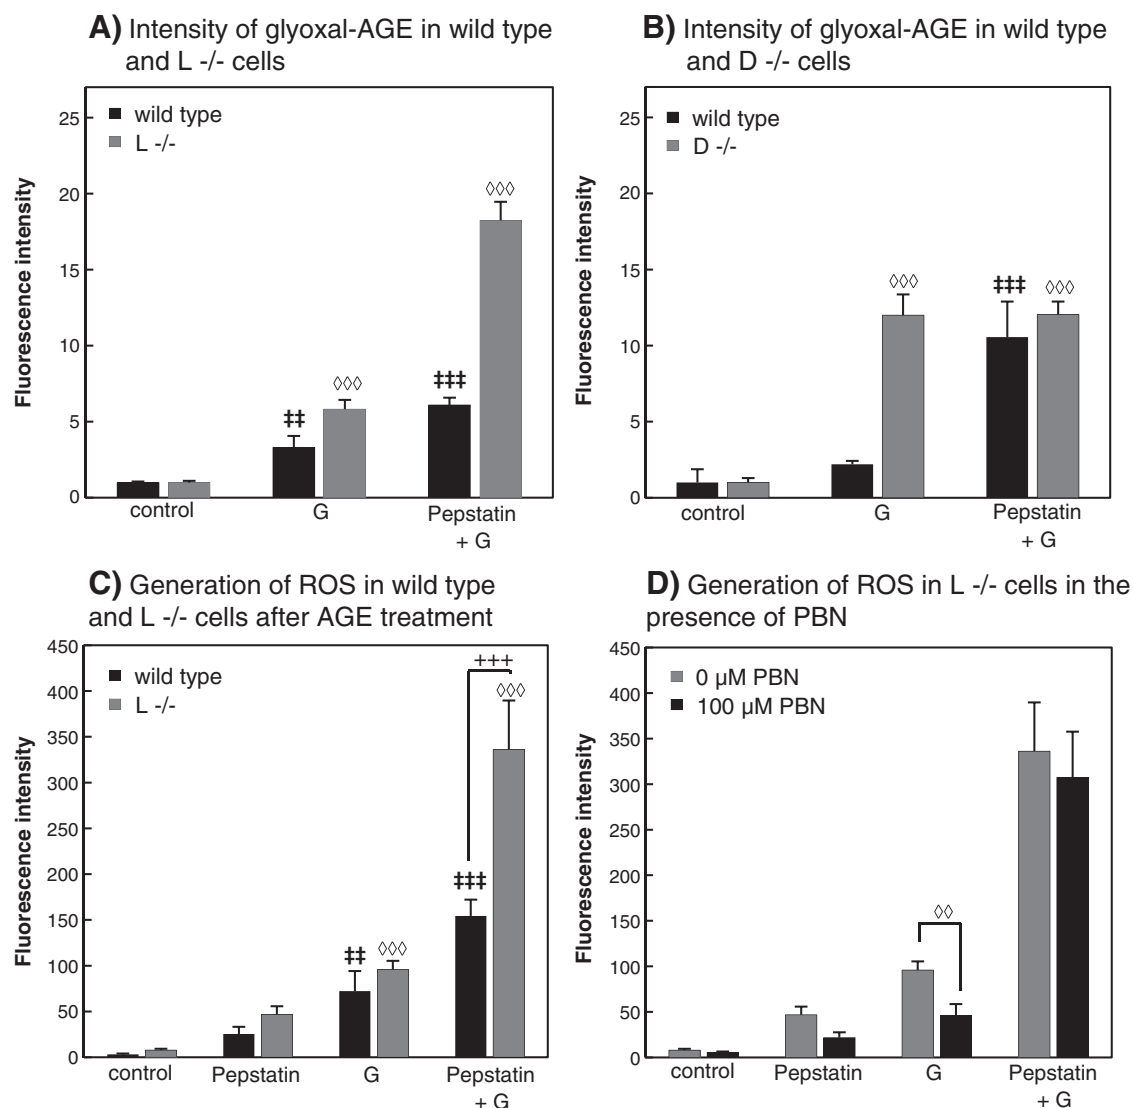 A) Intensity of glyoxal-AGE in wild type
and L -/- cells
25
20
15
10
5
0
Fluorescence intensity
wild type
L -/-
‡‡
◊◊◊
‡‡‡
◊◊◊
control
G
Pepstatin
+ G
B) Intensity of glyoxal-AGE in wild type
and D -/- cells
25
20
15
10
5
0
Fluorescence intensity
wild type
D -/-
◊◊◊
‡‡‡
◊◊◊
control
G
Pepstatin
+ G
C) Generation of ROS in wild type
and L -/- cells after AGE treatment
450
400
350
300
250
200
150
100
50
0
Fluorescence intensity
wild type
L -/-
+++
◊◊◊
‡‡‡
‡‡
◊◊◊
control
Pepstatin
G
Pepstatin
+ G
D) Generation of ROS in L -/- cells in the
presence of PBN
450
400
350
300
250
200
150
100
50
0
Fluorescence intensity
0 µM PBN
100 µM PBN
◊◊
control
Pepstatin
G
Pepstatin
+ G